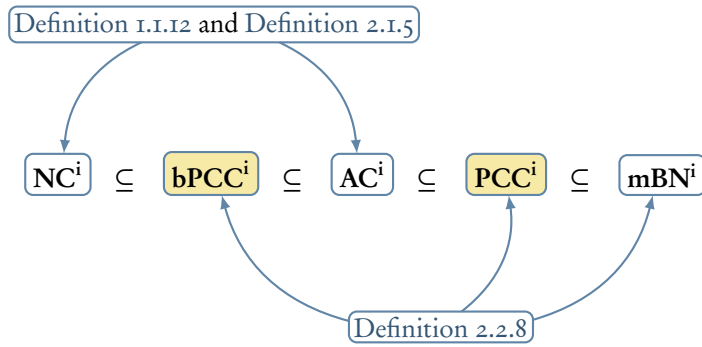 Definition 1.1.12 and Definition 2.1.5
NCⁱ ⊆ bPCCⁱ ⊆ ACⁱ ⊆ PCCⁱ ⊆ mBNⁱ
Definition 2.2.8